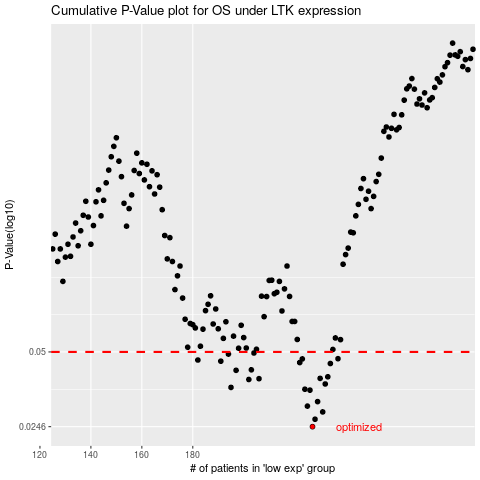 Cumulative P-Value plot for OS under LTK expression
P-Value(log10)
0.05
0.0246
optimized
120 140 160 180
# of patients in 'low exp' group